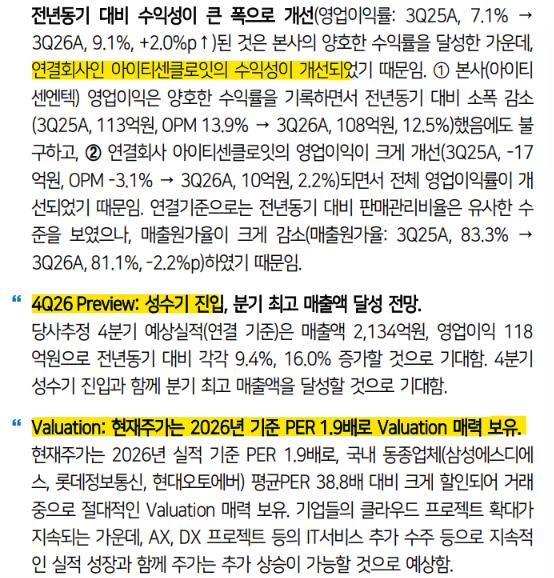 전년동기 대비 수익성이 큰 폭으로 개선(영업이익률: 3Q25A, 7.1% →
3Q26A, 9.1%, +2.0%p↑)된 것은 본사의 양호한 수익률을 달성한 가운데,
연결회사인 아이티센클로잇의 수익성이 개선되었기 때문임. ① 본사(아이티
센엔텍) 영업이익은 양호한 수익률을 기록하면서 전년동기 대비 소폭 감소
(3Q25A, 113억원, OPM 13.9% → 3Q26A, 108억원, 12.5%)했음에도 불
구하고, ② 연결회사 아이티센클로잇의 영업이익이 크게 개선(3Q25A, -17
억원, OPM -3.1% → 3Q26A, 10억원, 2.2%)되면서 전체 영업이익률이 개
선되었기 때문임. 연결기준으로는 전년동기 대비 판매관리비율은 유사한 수
준을 보였으나, 매출원가율이 크게 감소(매출원가율: 3Q25A, 83.3% →
3Q26A, 81.1%, -2.2%p)하였기 때문임.
“ 4Q26 Preview: 성수기 진입, 분기 최고 매출액 달성 전망.
당사추정 4분기 예상실적(연결 기준)은 매출액 2,134억원, 영업이익 118
억원으로 전년동기 대비 각각 9.4%, 16.0% 증가할 것으로 기대함. 4분기
성수기 진입과 함께 분기 최고 매출액을 달성할 것으로 기대함.
“ Valuation: 현재주가는 2026년 기준 PER 1.9배로 Valuation 매력 보유.
현재주가는 2026년 실적 기준 PER 1.9배로, 국내 동종업체(삼성에스디에
스, 롯데정보통신, 현대오토에버) 평균PER 38.8배 대비 크게 할인되어 거래
중으로 절대적인 Valuation 매력 보유. 기업들의 클라우드 프로젝트 확대가
지속되는 가운데, AX, DX 프로젝트 등의 IT서비스 추가 수주 등으로 지속적
인 실적 성장과 함께 주가는 추가 상승이 가능할 것으로 예상함.